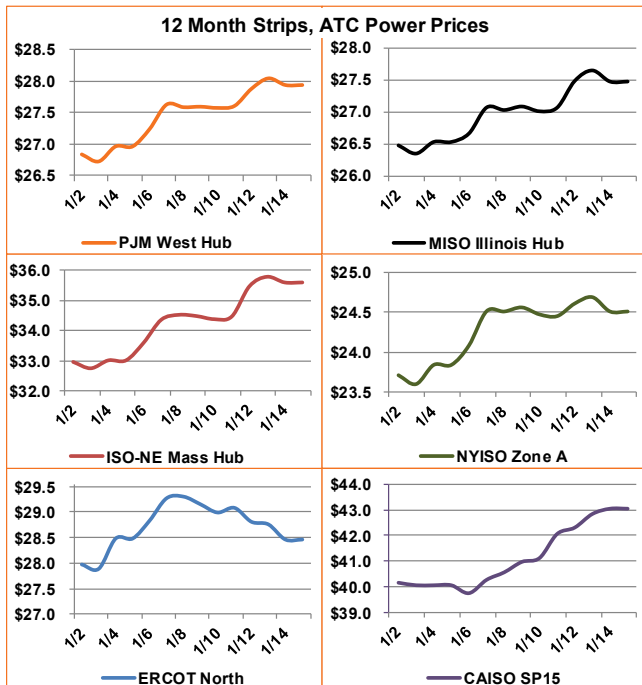 12 Month Strips, ATC Power Prices
$28.5
$28.0
$27.5
$27.0
$26.5
1/2 1/4 1/6 1/8 1/10 1/12 1/14
PJM West Hub
$28.0
$27.5
$27.0
$26.5
$26.0
1/2 1/4 1/6 1/8 1/10 1/12 1/14
MISO Illinois Hub
$36.0
$35.0
$34.0
$33.0
$32.0
1/2 1/4 1/6 1/8 1/10 1/12 1/14
ISO-NE Mass Hub
$25.0
$24.5
$24.0
$23.5
1/2 1/4 1/6 1/8 1/10 1/12 1/14
NYISO Zone A
$29.5
$29.0
$28.5
$28.0
$27.5
$27.0
1/2 1/4 1/6 1/8 1/10 1/12 1/14
ERCOT North
$44.0
$43.0
$42.0
$41.0
$40.0
$39.0
1/2 1/4 1/6 1/8 1/10 1/12 1/14
CAISO SP15